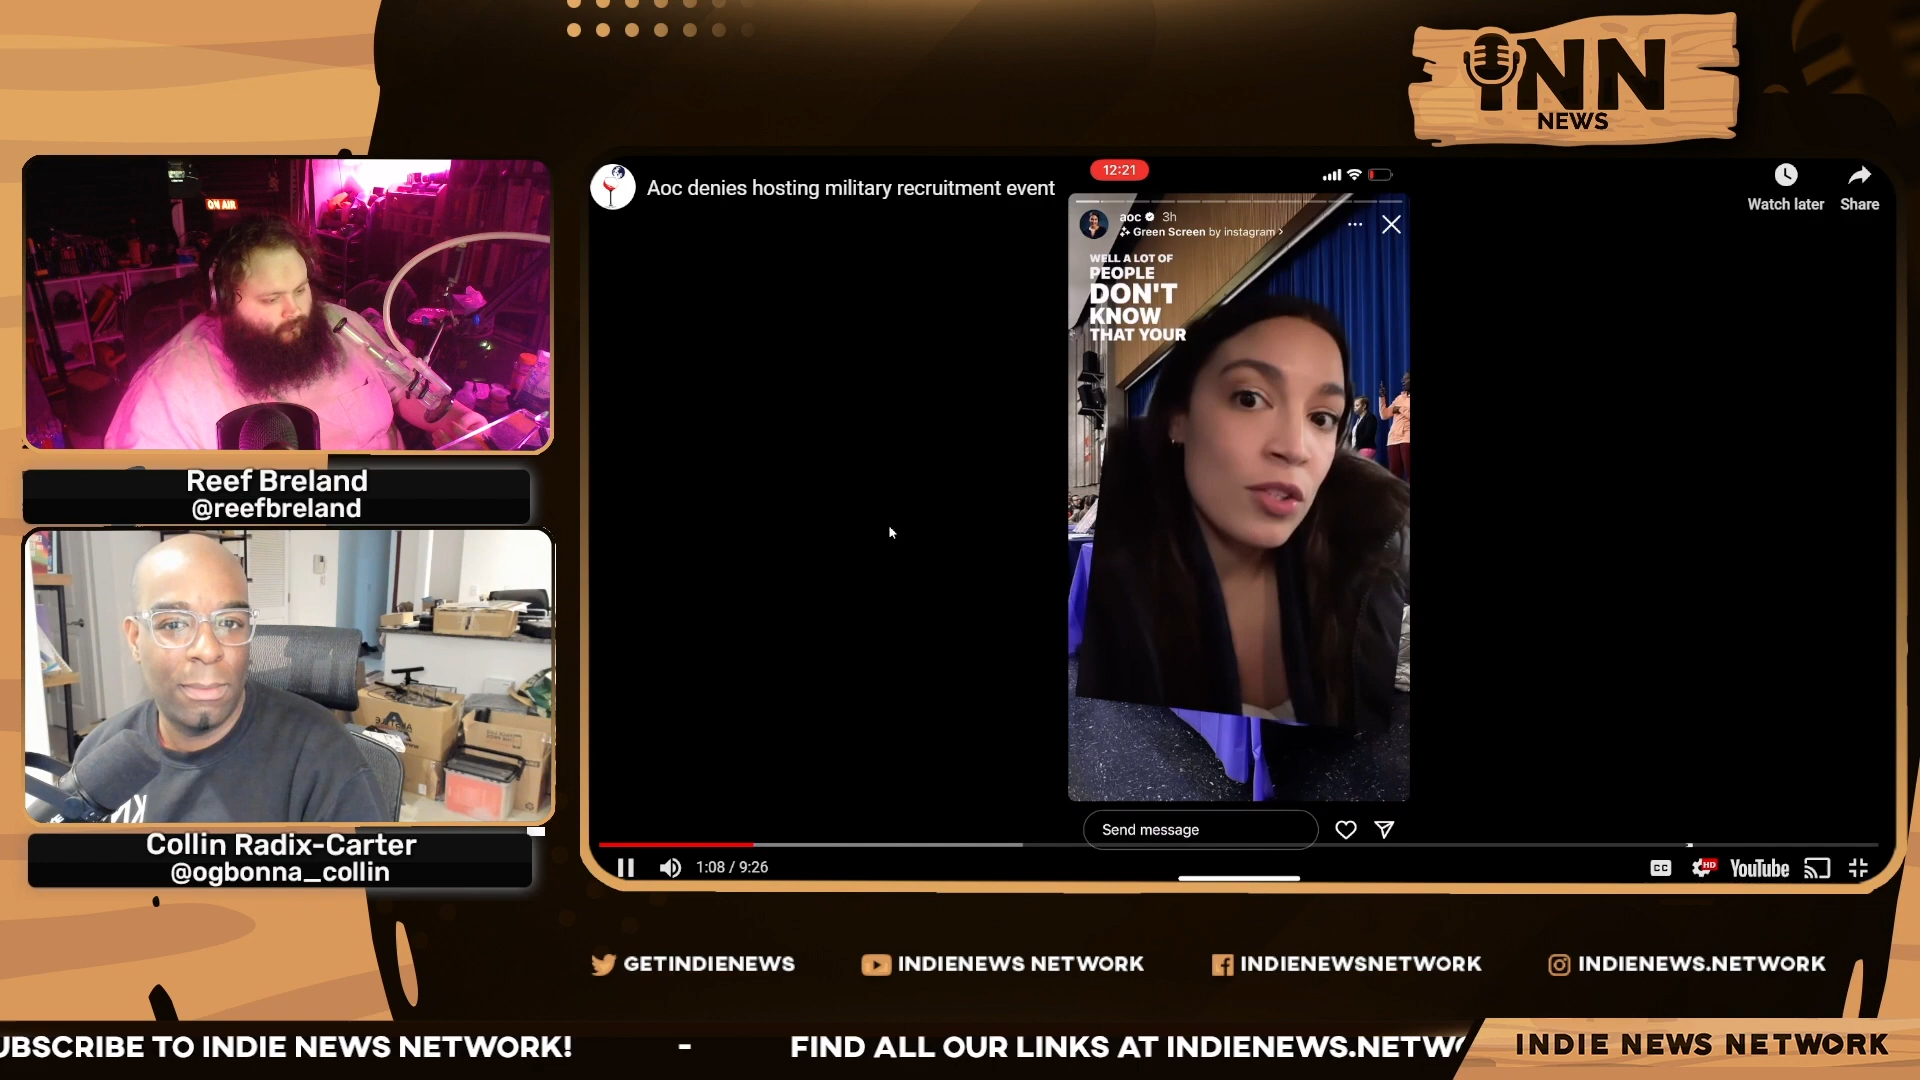 INN
NEWS
ON AIR
Reef Breland
@reefbreland
Collin Radix-Carter
@ogbonna_collin
Aoc denies hosting military recruitment event
12:21
Watch later
Share
aoc 3h
Green Screen by instagram >
WELL A LOT OF
PEOPLE
DON'T
KNOW
THAT YOUR
Send message
1:08 / 9:26
CC
HD
YouTube
GETINDIENEWS
INDIENEWS NETWORK
INDIENEWSNETWORK
INDIENEWS.NETWORK
UBSCRIBE TO INDIE NEWS NETWORK!
-
FIND ALL OUR LINKS AT INDIENEWS.NETW
INDIE NEWS NETWORK